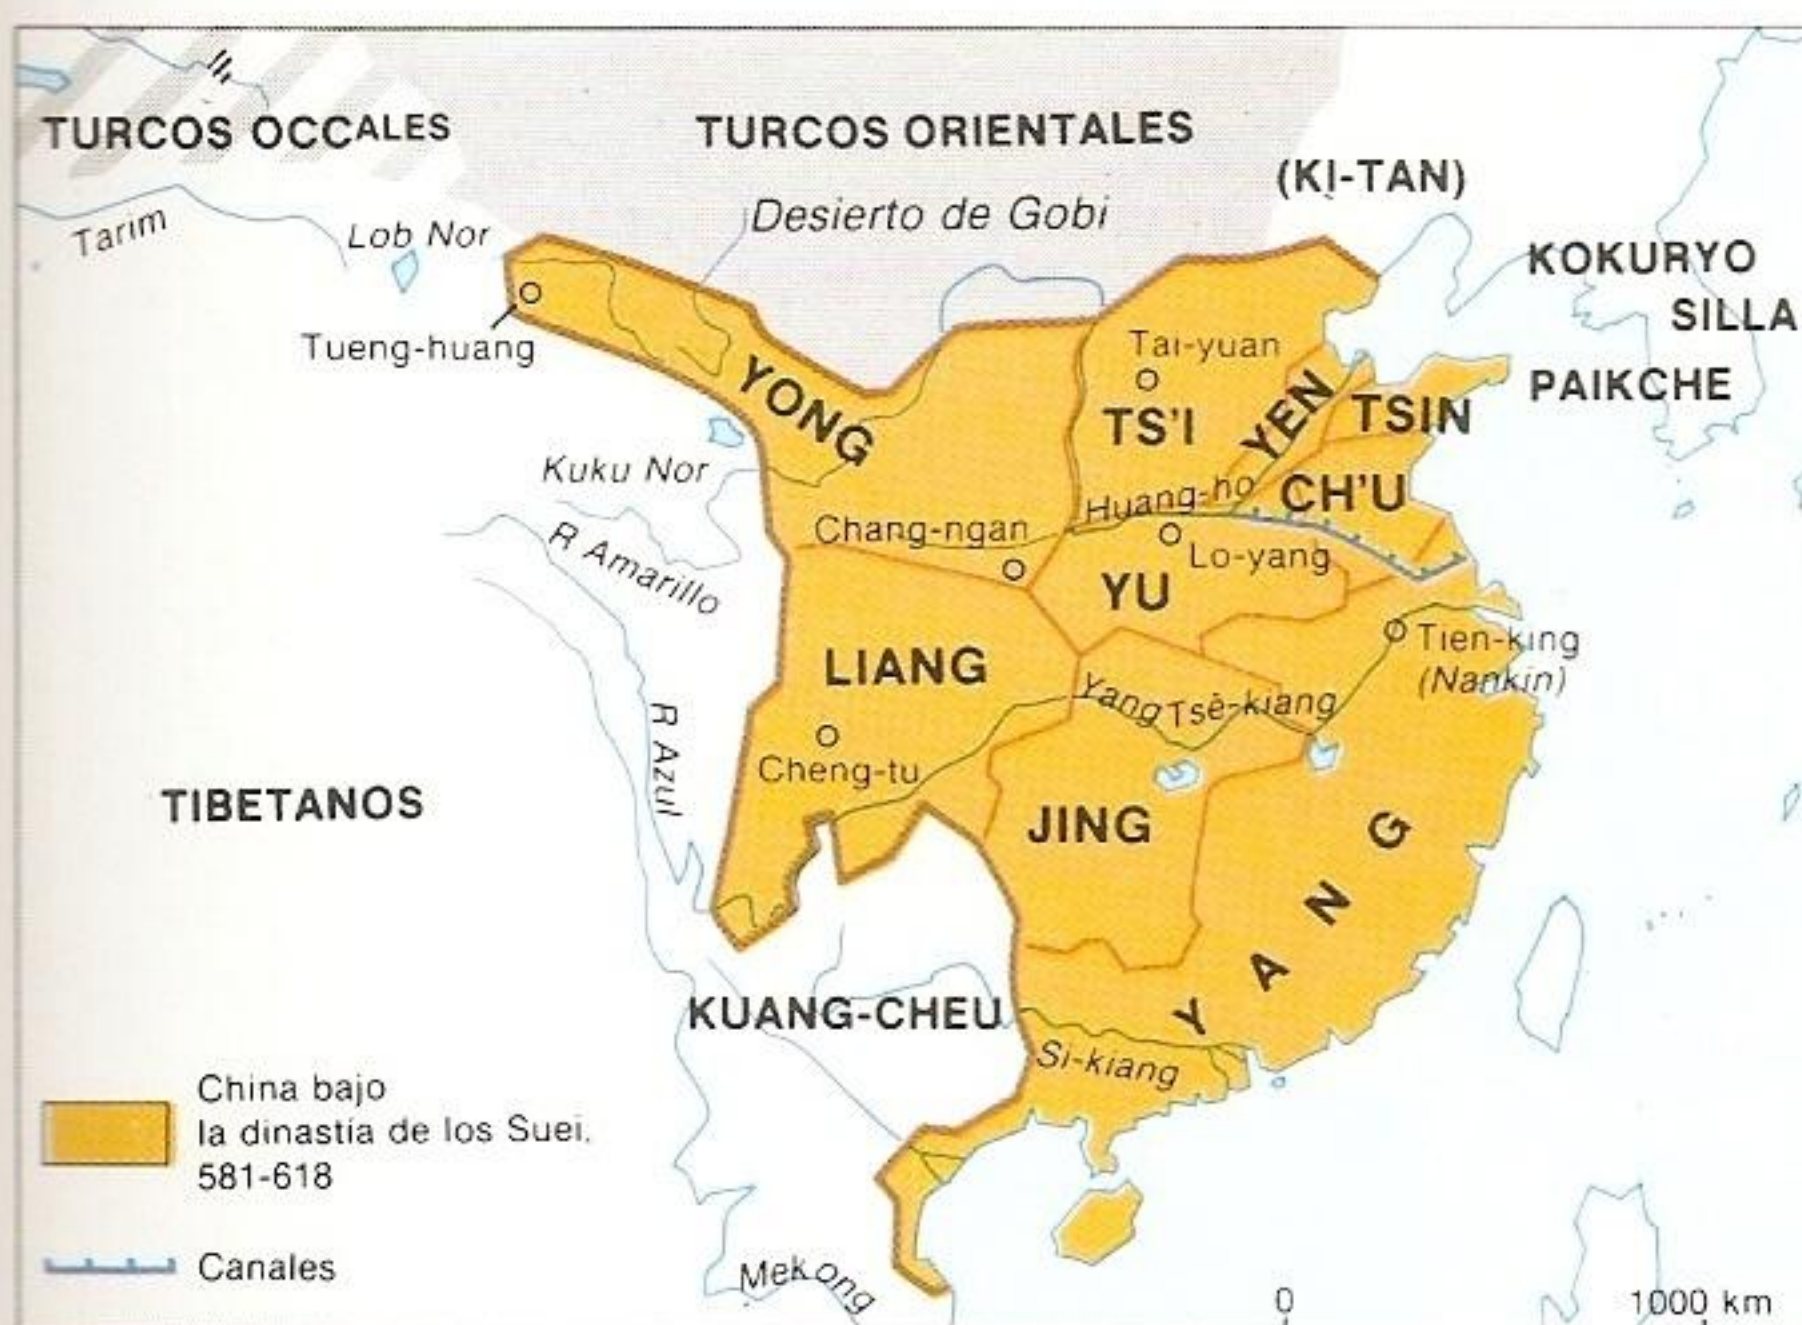 TURCOS OCCALES
TURCOS ORIENTALES
(KI-TAN)
Desierto de Gobi
Tarim
Lob Nor
KOKURYO
SILLA
Tueng-huang
Tai-yuan
PAIKCHE
YONG
TS'I
YEN
TSIN
Kuku Nor
Huang-ho
CH'U
Chang-ngan
Lo-yang
R Amarillo
YU
LIANG
Tien-king
(Nankin)
Yang Tsè-kiang
R Azul
Cheng-tu
TIBETANOS
JING
YANG
KUANG-CHEU
Si-kiang
China bajo
la dinastía de los Suei,
581-618
Canales
Mekong
0
1000 km